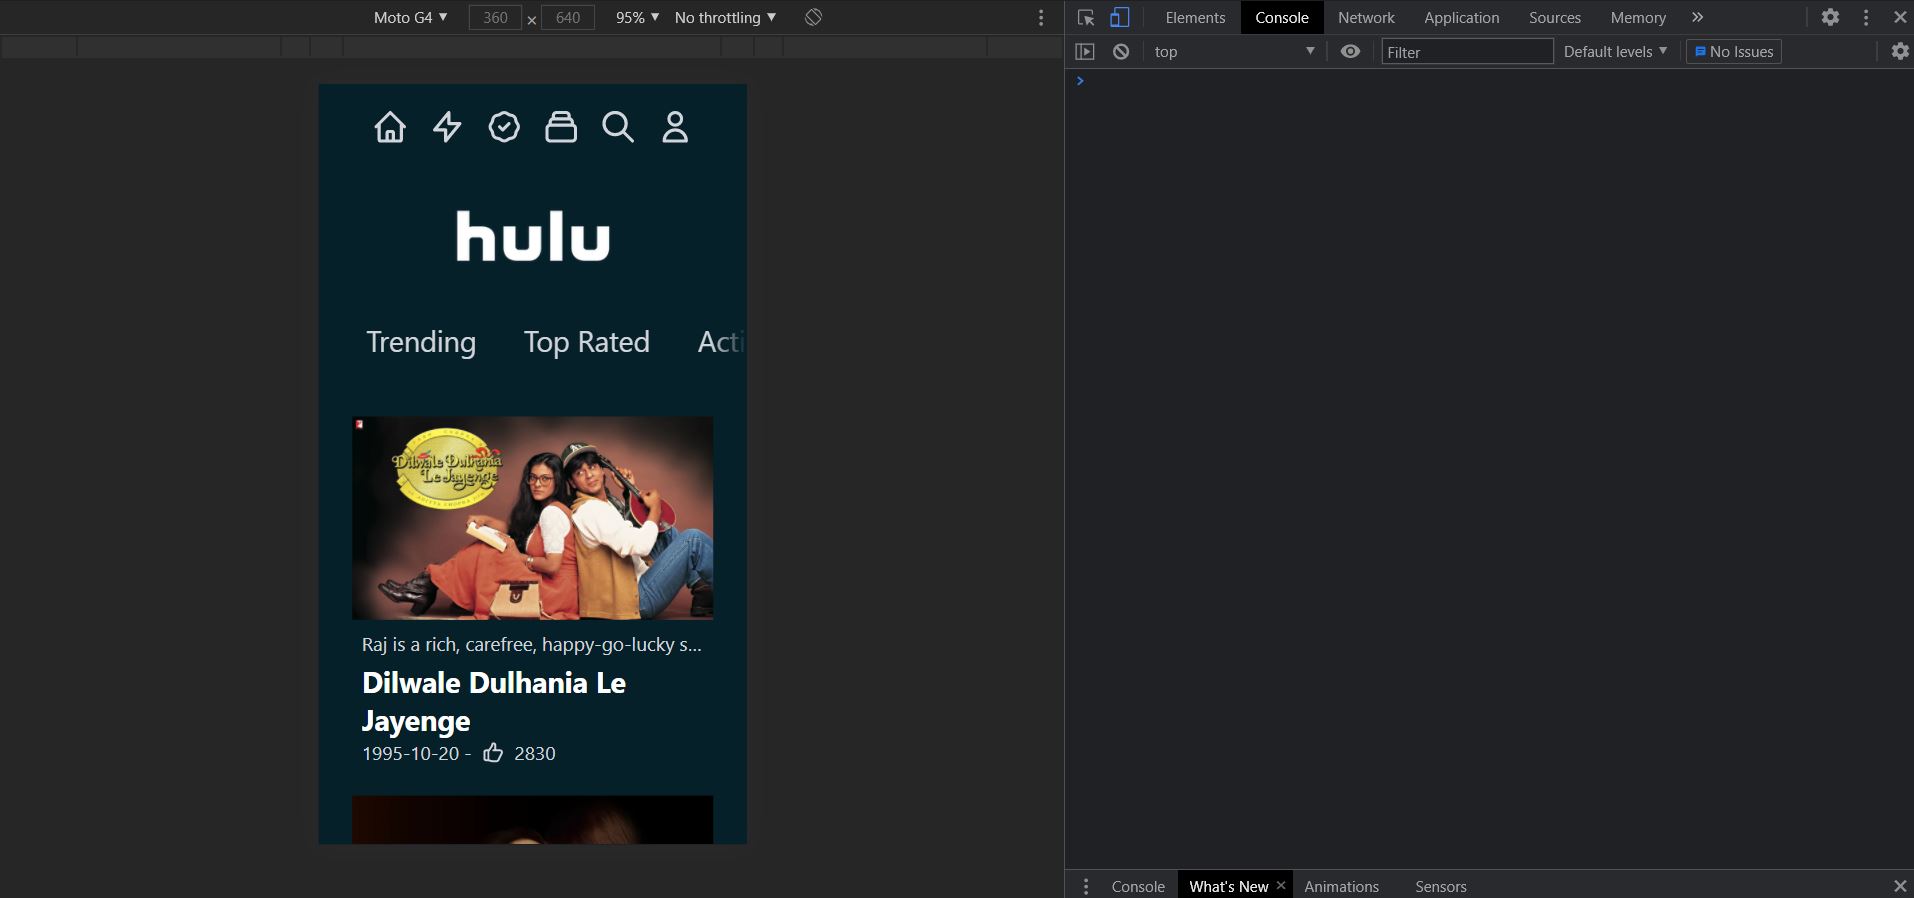 Moto G4 360 × 640 95% No throttling
Elements Console Network Application Sources Memory
top Filter Default levels No Issues
hulu
Trending Top Rated Acti
Dilwale Dulhania
Le Jayenge
Raj is a rich, carefree, happy-go-lucky s...
Dilwale Dulhania Le
Jayenge
1995-10-20 - 2830
Console What's New Animations Sensors